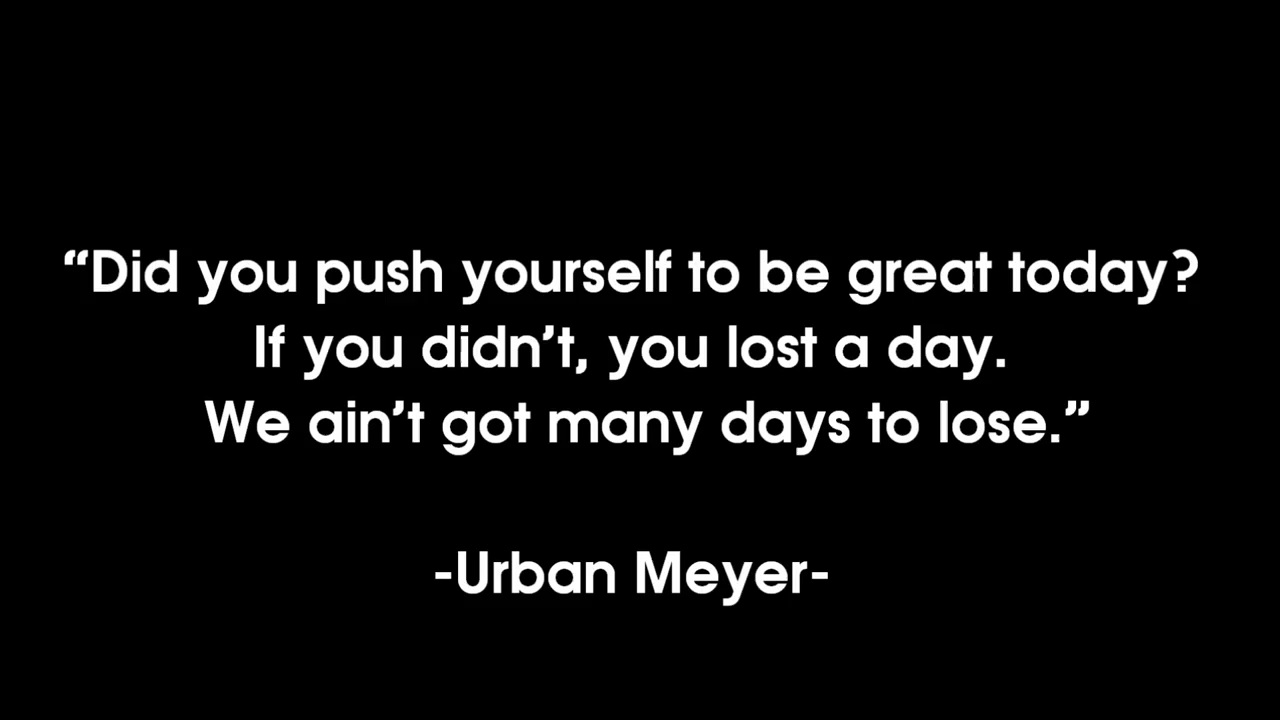 “Did you push yourself to be great today?
If you didn’t, you lost a day.
We ain’t got many days to lose.”
-Urban Meyer-